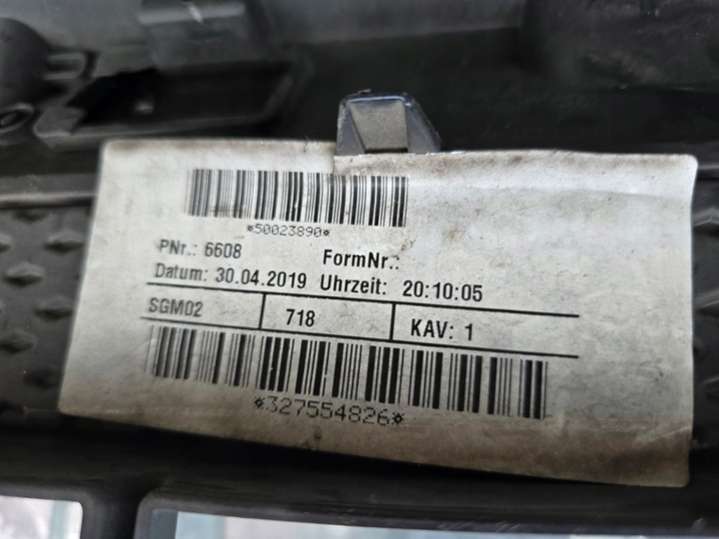 *50023890*
PNr.: 6608 FormNr.:
Datum: 30.04.2019 Uhrzeit: 20:10:05
SGM02 718 KAV: 1
*327554826*